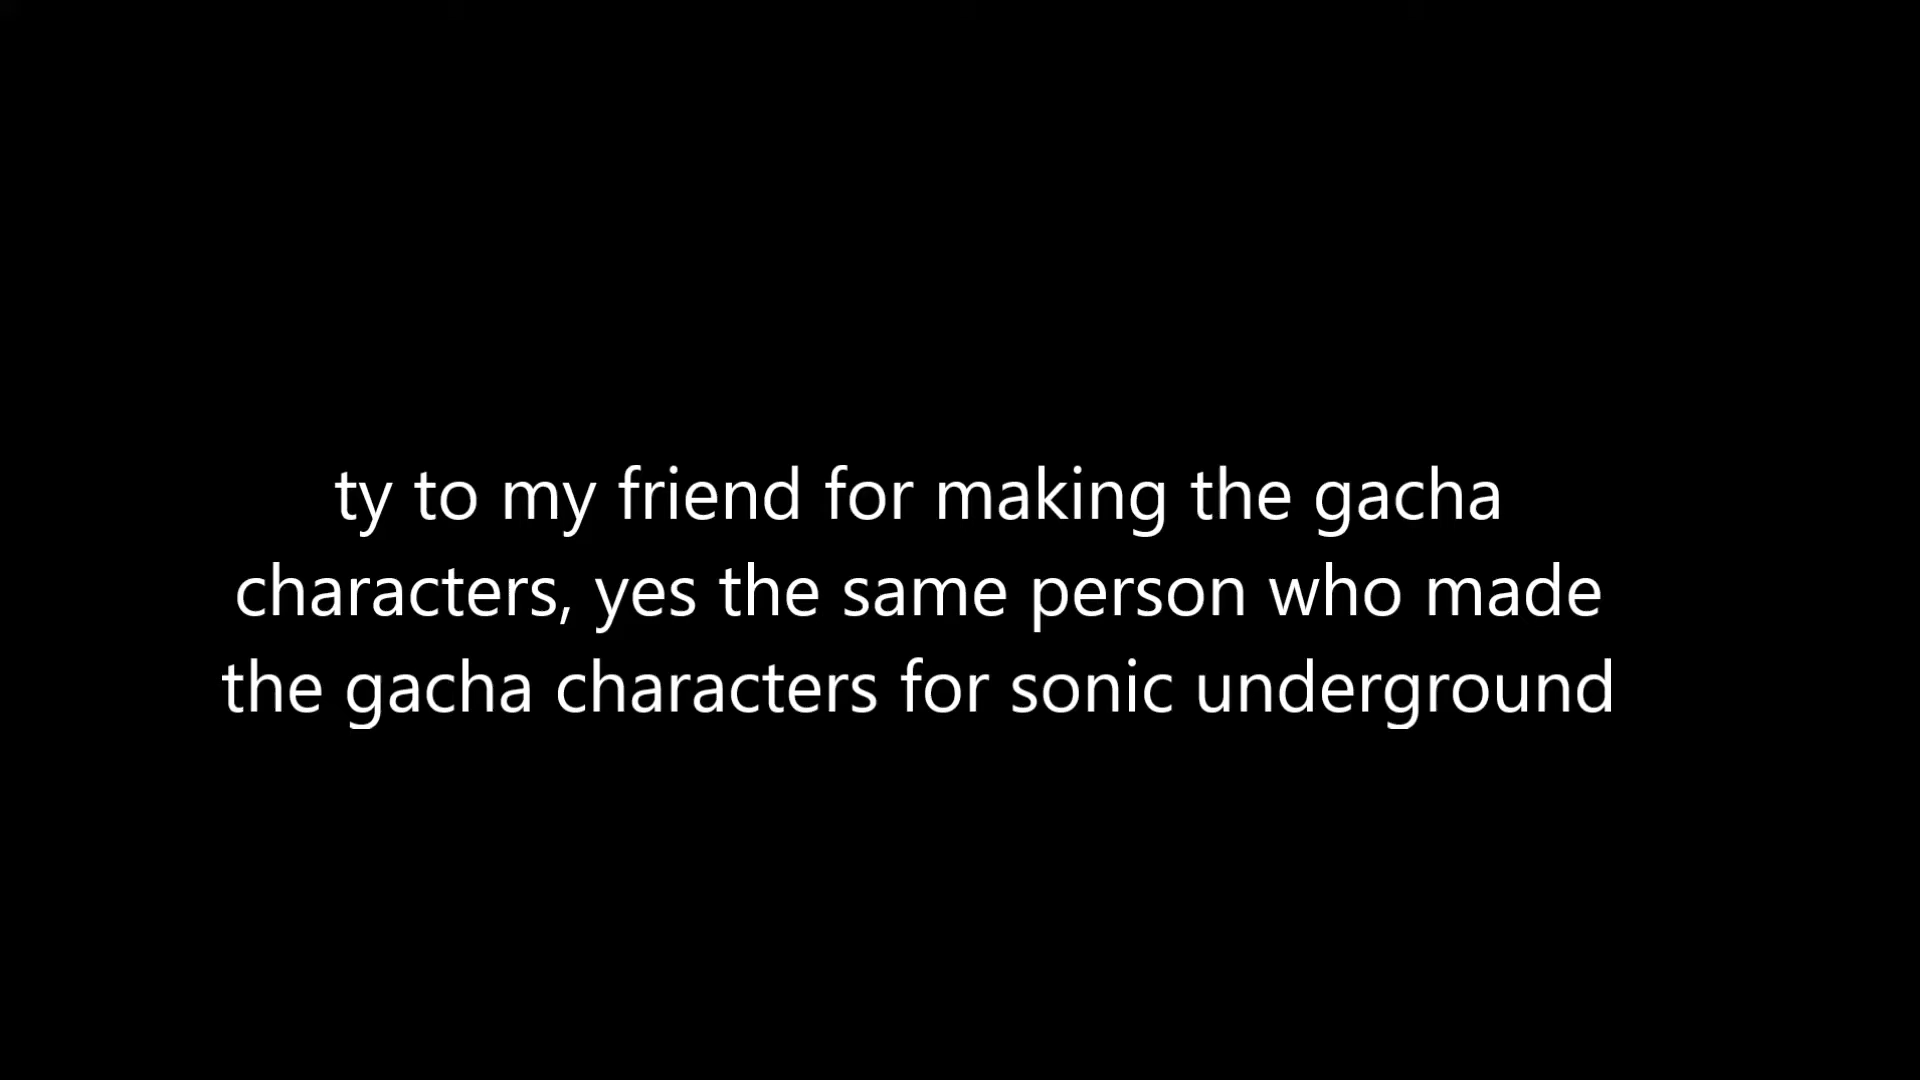 ty to my friend for making the gacha
characters, yes the same person who made
the gacha characters for sonic underground